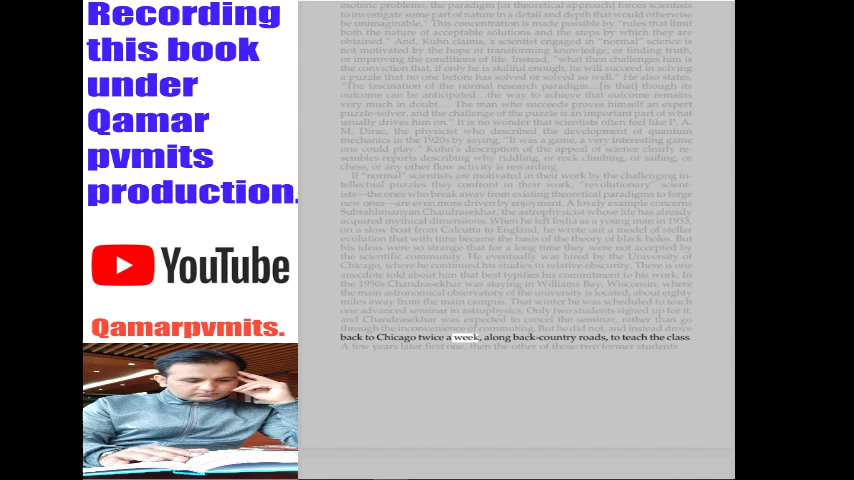 Recording
this book
under
Qamar
pvmits
production.
YouTube
Qamarpvmits.
esoteric problems, the paradigm [or theoretical approach] forces scientists
to investigate some part of nature in a detail and depth that would otherwise
be unimaginable." This concentration is made possible by "rules that limit
both the nature of acceptable solutions and the steps by which they are
obtained." And, Kuhn claims, a scientist engaged in "normal" science is
not motivated by the hope of transforming knowledge, or finding truth,
or improving the conditions of life. Instead, "what then challenges him is
the conviction that, if only he is skillful enough, he will succeed in solving
a puzzle that no one before has solved or solved so well." He also states,
"The fascination of the normal research paradigm... [is that] though its
outcome can be anticipated... the way to achieve that outcome remains
very much in doubt.... The man who succeeds proves himself an expert
puzzle-solver, and the challenge of the puzzle is an important part of what
usually drives him on." It is no wonder that scientists often feel like P. A.
M. Dirac, the physicist who described the development of quantum
mechanics in the 1920s by saying, "It was a game, a very interesting game
one could play." Kuhn's description of the appeal of science clearly re-
sembles reports describing why riddling, or rock climbing, or sailing, or
chess, or any other flow activity is rewarding.
If "normal" scientists are motivated in their work by the challenging in-
tellectual puzzles they confront in their work, "revolutionary" scient-
ists—the ones who break away from existing theoretical paradigms to forge
new ones—are even more driven by enjoyment. A lovely example concerns
Subrahmanyan Chandrasekhar, the astrophysicist whose life has already
acquired mythical dimensions. When he left India as a young man in 1933,
on a slow boat from Calcutta to England, he wrote out a model of stellar
evolution that with time became the basis of the theory of black holes. But
his ideas were so strange that for a long time they were not accepted by
the scientific community. He eventually was hired by the University of
Chicago, where he continued his studies in relative obscurity. There is one
anecdote told about him that best typifies his commitment to his work. In
the 1950s Chandrasekhar was staying in Williams Bay, Wisconsin, where
the main astronomical observatory of the university is located, about eighty
miles away from the main campus. That winter he was scheduled to teach
one advanced seminar in astrophysics. Only two students signed up for it,
and Chandrasekhar was expected to cancel the seminar, rather than go
through the inconvenience of commuting. But he did not, and instead drove
back to Chicago twice a week, along back-country roads, to teach the class
A few years later first one, then the other of those two former students